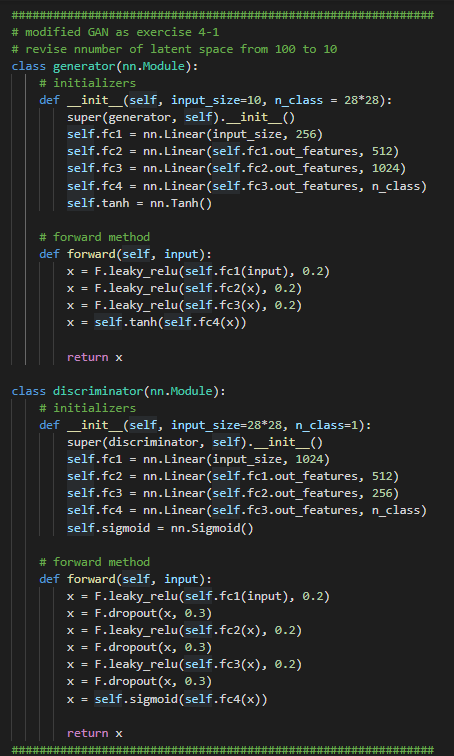 #############################################################
# modified GAN as exercise 4-1
# revise nnumber of latent space from 100 to 10
class generator(nn.Module):
    # initializers
    def __init__(self, input_size=10, n_class = 28*28):
        super(generator, self).__init__()
        self.fc1 = nn.Linear(input_size, 256)
        self.fc2 = nn.Linear(self.fc1.out_features, 512)
        self.fc3 = nn.Linear(self.fc2.out_features, 1024)
        self.fc4 = nn.Linear(self.fc3.out_features, n_class)
        self.tanh = nn.Tanh()

    # forward method
    def forward(self, input):
        x = F.leaky_relu(self.fc1(input), 0.2)
        x = F.leaky_relu(self.fc2(x), 0.2)
        x = F.leaky_relu(self.fc3(x), 0.2)
        x = self.tanh(self.fc4(x))

        return x

class discriminator(nn.Module):
    # initializers
    def __init__(self, input_size=28*28, n_class=1):
        super(discriminator, self).__init__()
        self.fc1 = nn.Linear(input_size, 1024)
        self.fc2 = nn.Linear(self.fc1.out_features, 512)
        self.fc3 = nn.Linear(self.fc2.out_features, 256)
        self.fc4 = nn.Linear(self.fc3.out_features, n_class)
        self.sigmoid = nn.Sigmoid()

    # forward method
    def forward(self, input):
        x = F.leaky_relu(self.fc1(input), 0.2)
        x = F.dropout(x, 0.3)
        x = F.leaky_relu(self.fc2(x), 0.2)
        x = F.dropout(x, 0.3)
        x = F.leaky_relu(self.fc3(x), 0.2)
        x = F.dropout(x, 0.3)
        x = self.sigmoid(self.fc4(x))

        return x
#############################################################